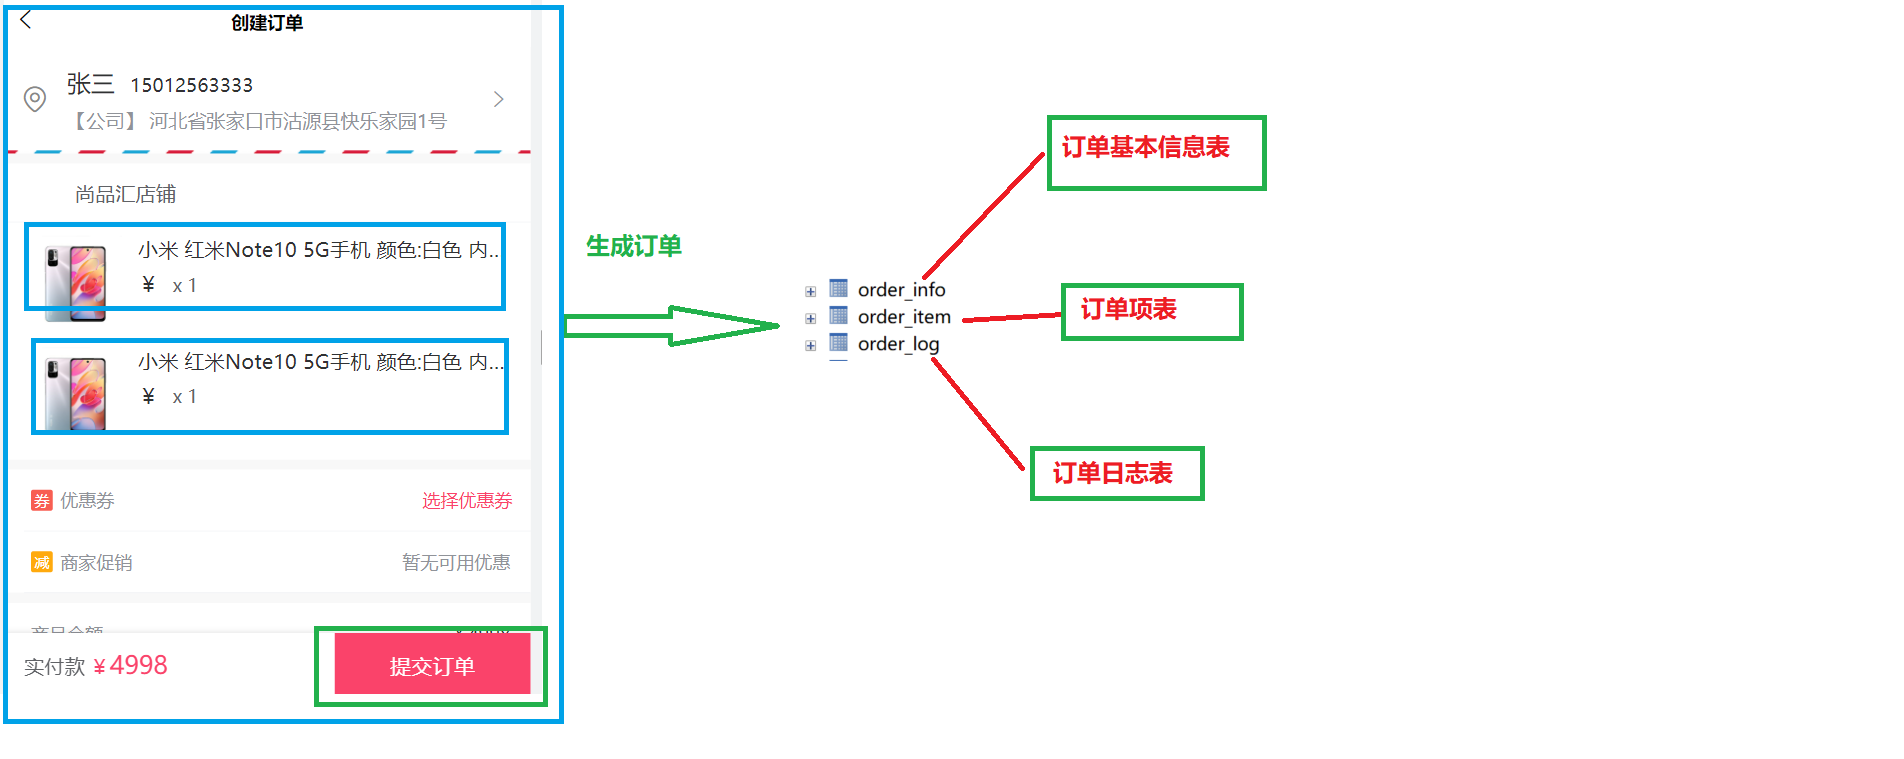 创建订单
张三 15012563333
【公司】 河北省张家口市沽源县快乐家园1号
尚品汇店铺
小米 红米Note10 5G手机 颜色:白色 内...
¥ x 1
小米 红米Note10 5G手机 颜色:白色 内...
¥ x 1
券 优惠券 选择优惠券
减 商家促销 暂无可用优惠
商品金额
实付款 ¥4998 提交订单
生成订单
order_info
order_item
order_log
订单基本信息表
订单项表
订单日志表